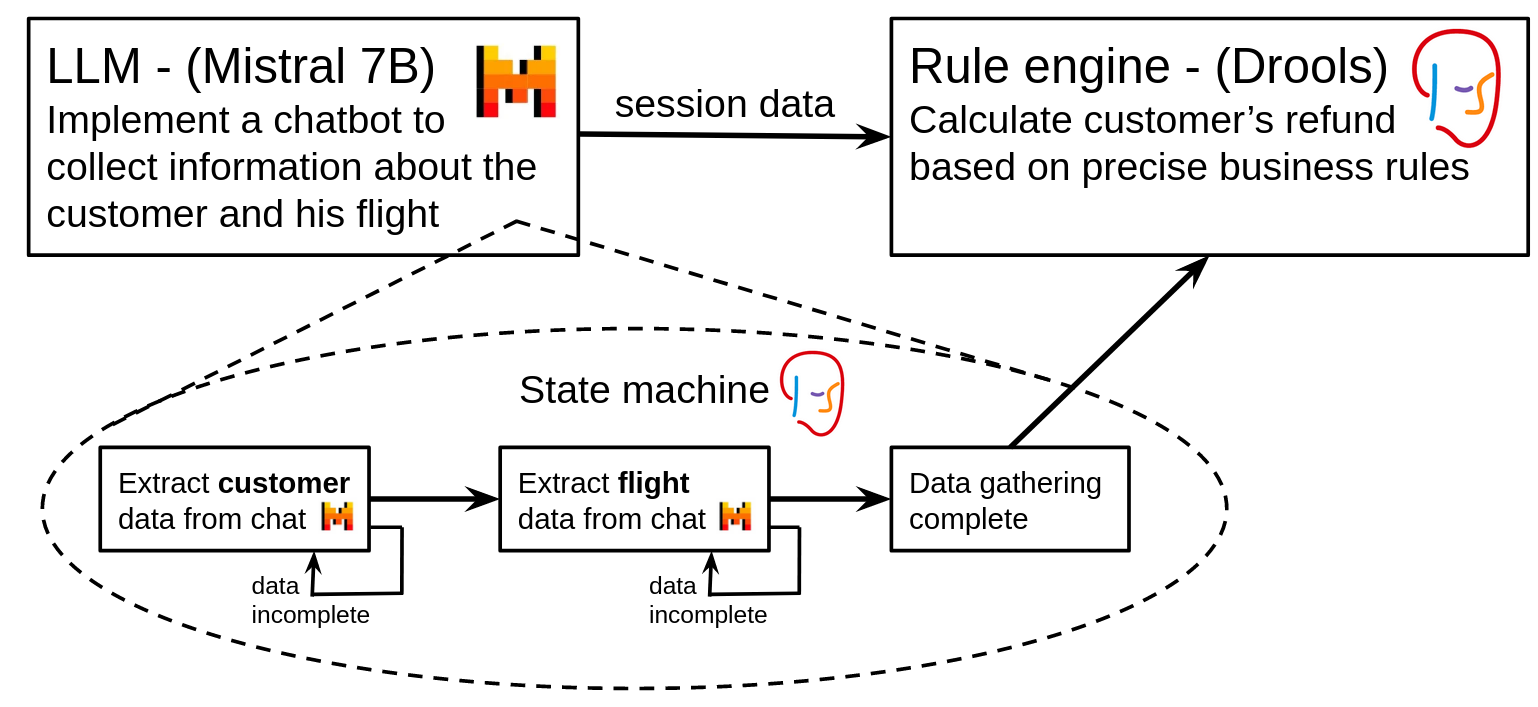 LLM - (Mistral 7B)
Implement a chatbot to
collect information about the
customer and his flight
session data
Rule engine - (Drools)
Calculate customer’s refund
based on precise business rules
State machine
Extract customer
data from chat
data
incomplete
Extract flight
data from chat
data
incomplete
Data gathering
complete